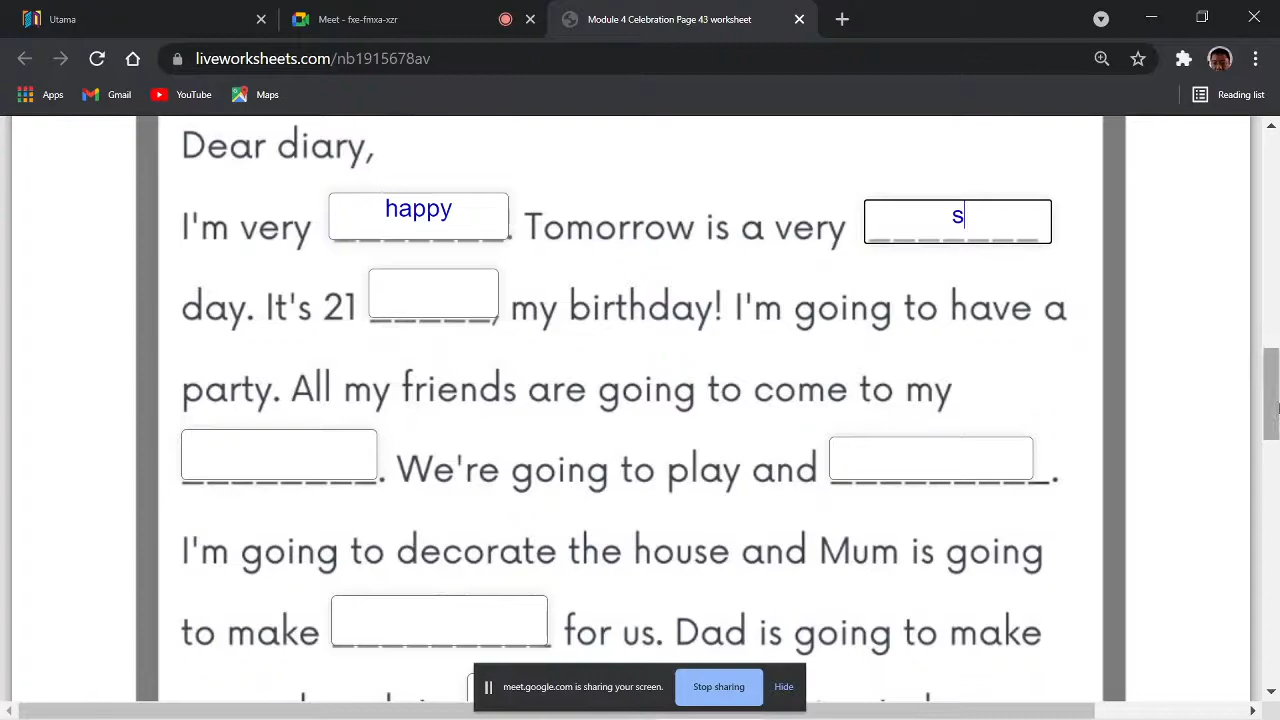 Utama
Meet - fxe-fmxa-xzr
Module 4 Celebration Page 43 worksheet
liveworksheets.com/nb1915678av
Apps
Gmail
YouTube
Maps
Reading list
Dear diary,
I'm very happy. Tomorrow is a very s
day. It's 21 _____, my birthday! I'm going to have a
party. All my friends are going to come to my
________. We're going to play and _________.
I'm going to decorate the house and Mum is going
to make _________ for us. Dad is going to make
meet.google.com is sharing your screen.
Stop sharing
Hide